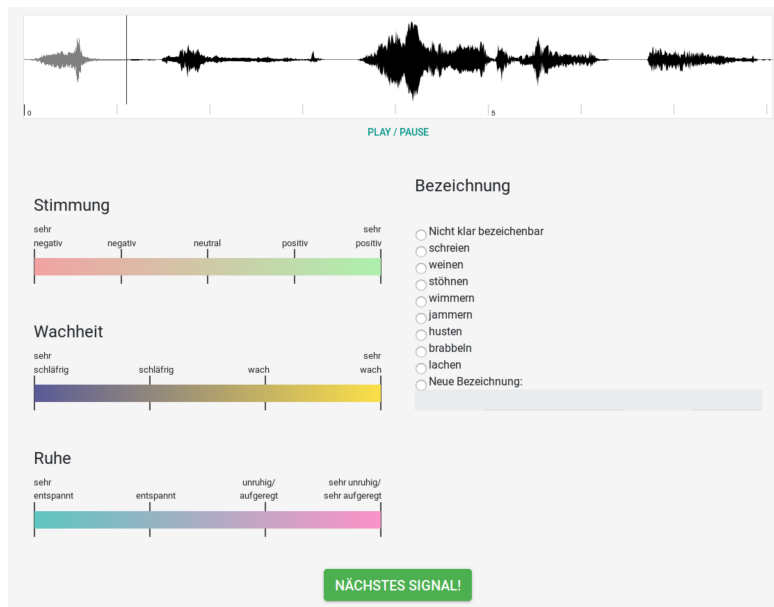 0
5
PLAY / PAUSE
Stimmung
sehr negativ
negativ
neutral
positiv
sehr positiv
Wachheit
sehr schläfrig
schläfrig
wach
sehr wach
Ruhe
sehr entspannt
entspannt
unruhig/ aufgeregt
sehr unruhig/ sehr aufgeregt
Bezeichnung
Nicht klar bezeichenbar
schreien
weinen
stöhnen
wimmern
jammern
husten
brabbeln
lachen
Neue Bezeichnung:
NÄCHSTES SIGNAL!